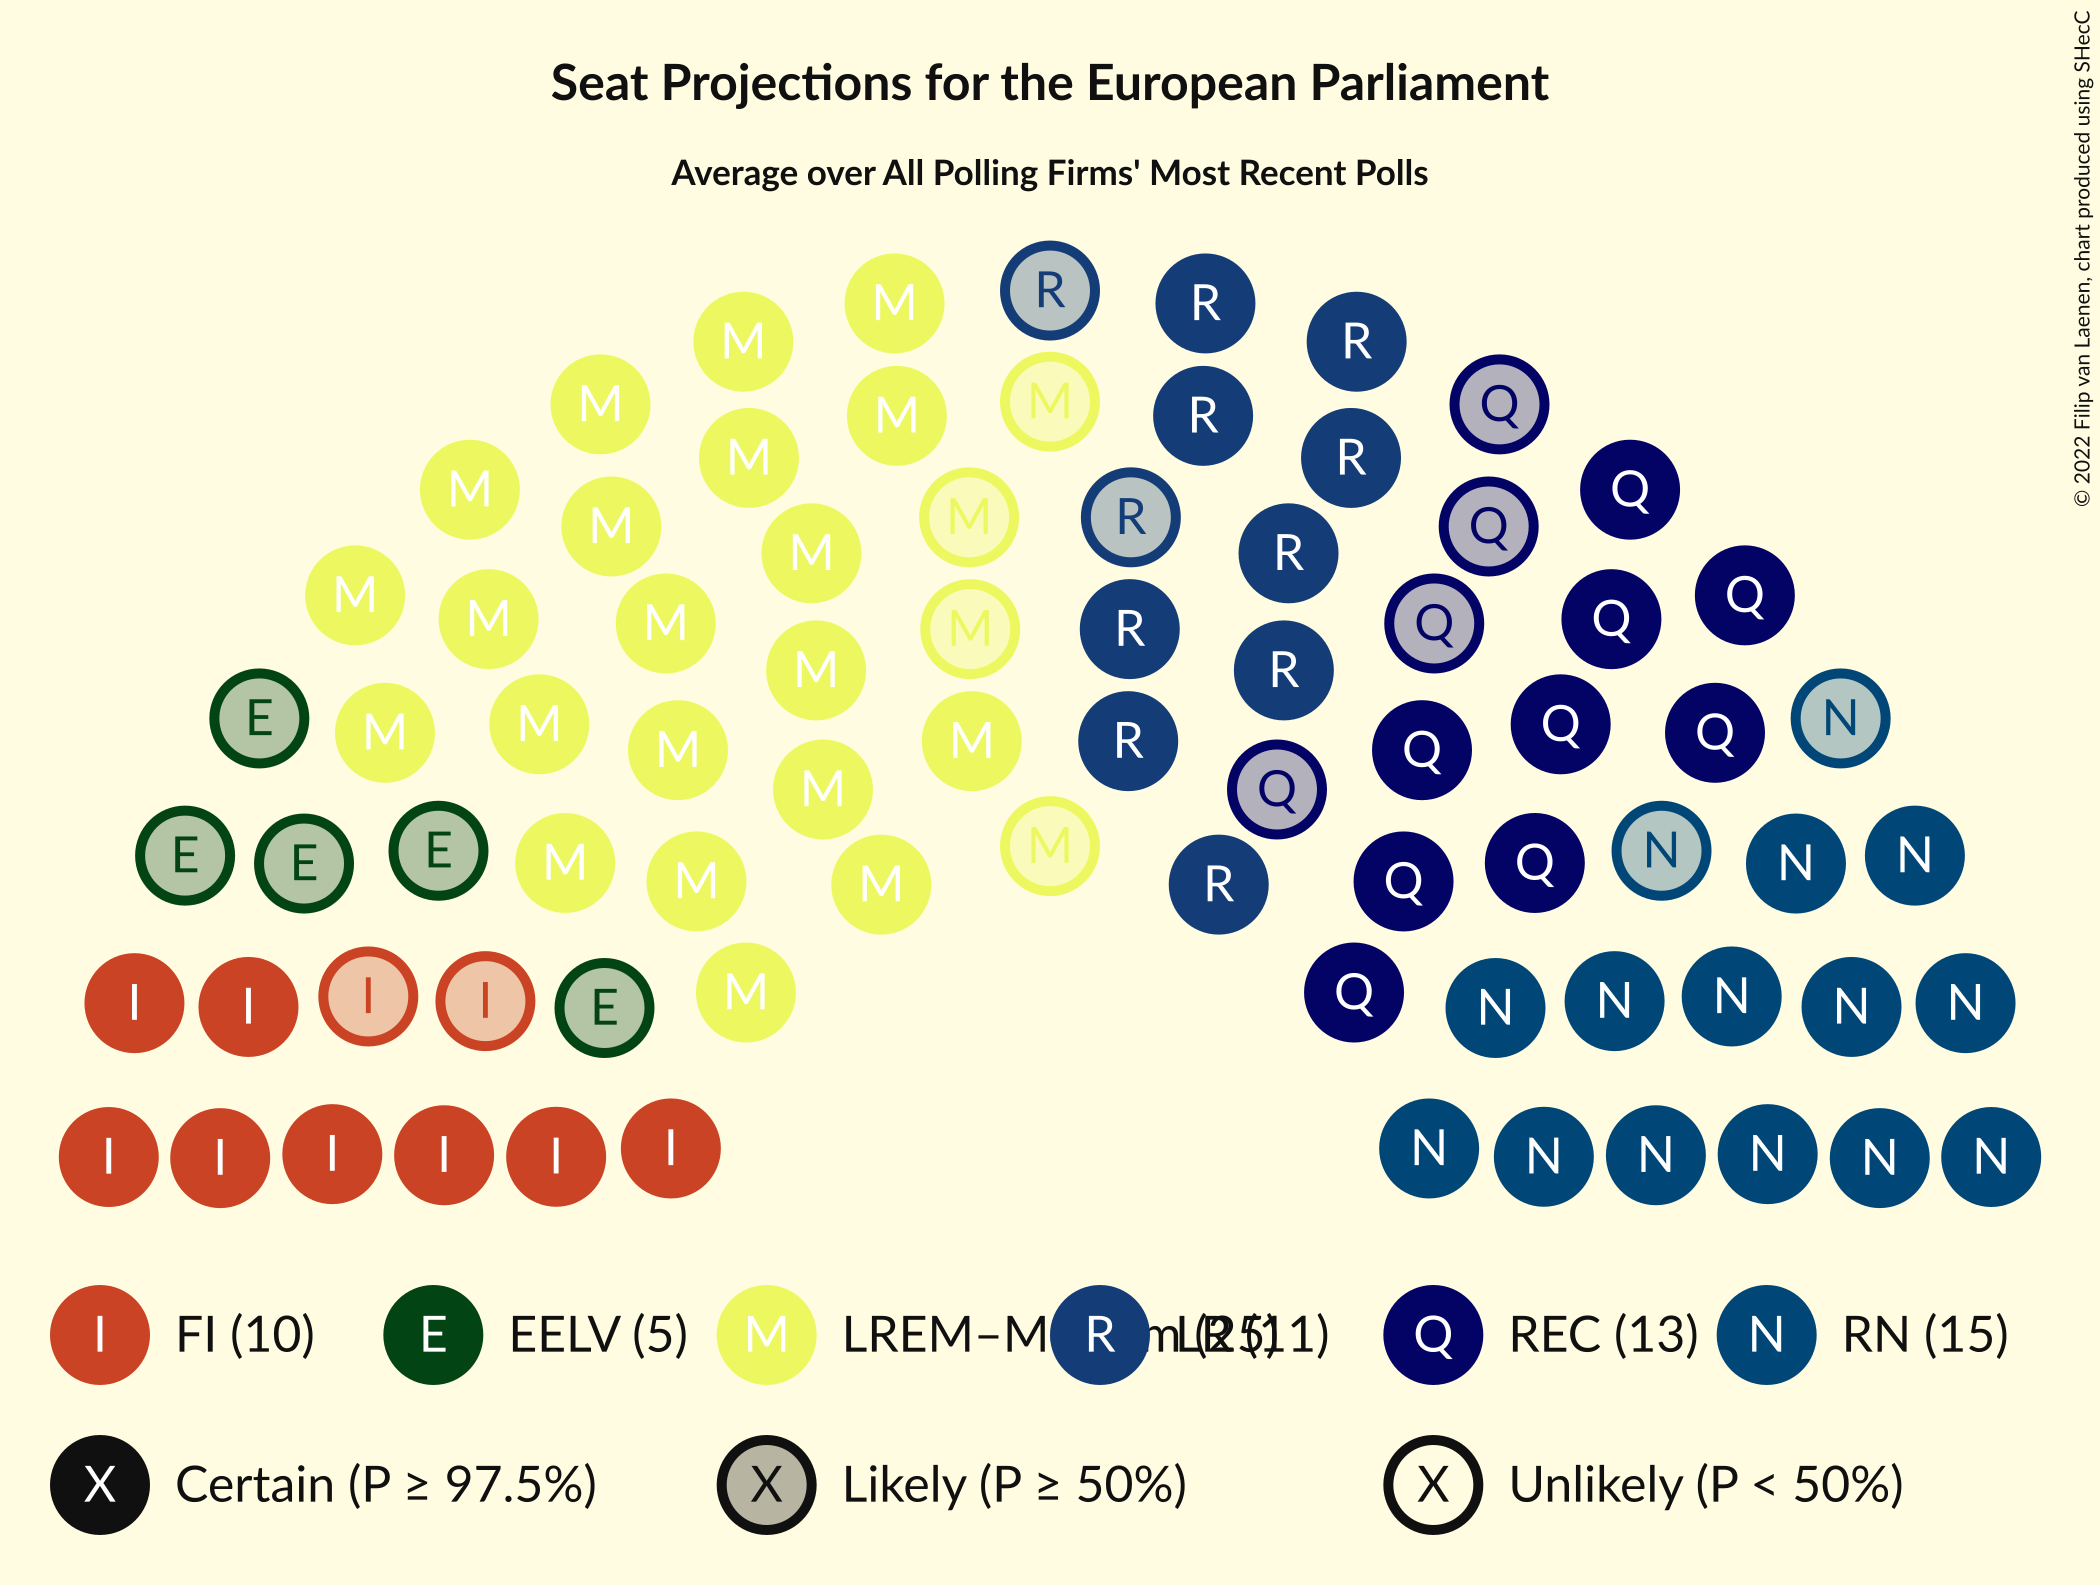 Seat Projections for the European Parliament
Average over All Polling Firms' Most Recent Polls
© 2022 Filip van Laenen, chart produced using SHecC
M R R
M R
M M M R Q
M R
M Q
M M R Q
M R
M Q
M M M R Q Q
M R
E M M M M R Q Q Q N
M Q
E E E M M M M R Q Q N N N
I I I I E M Q N N N N N
I I I I I I N N N N N N
I FI (10) E EELV (5) M (25) R LR (11) Q REC (13) N RN (15)
X Certain (P ≥ 97.5%) X Likely (P ≥ 50%) X Unlikely (P < 50%)